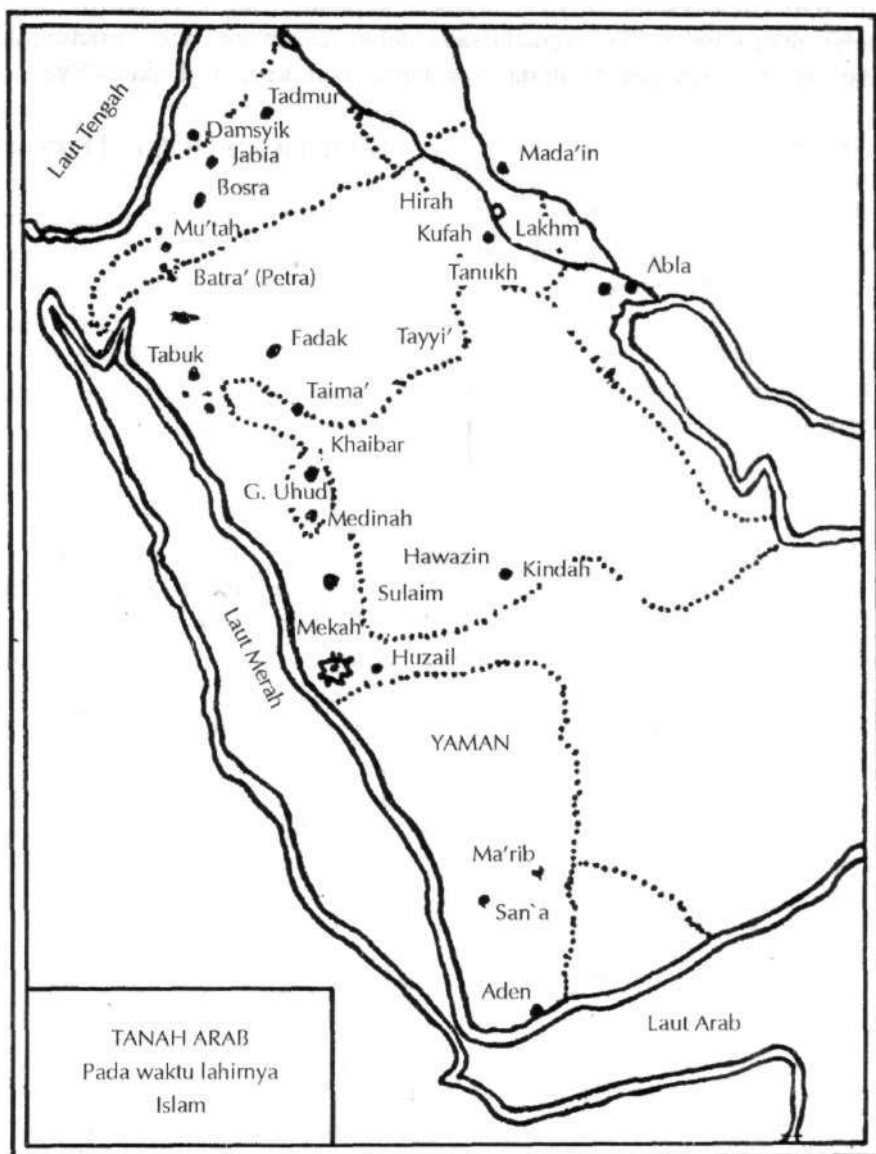 Laut Tengah
Tadmur
Damsyik
Jabia
Bosra
Mu'tah
Batra' (Petra)
Mada'in
Hirah
Lakhm
Kufah
Tanukh
Abla
Fadak
Tayyi'
Tabuk
Taima'
Khaibar
G. Uhud
Medinah
Hawazin
Kindah
Sulaim
Mekah
Huzail
Laut Merah
YAMAN
Ma'rib
San`a
Aden
Laut Arab
TANAH ARAB
Pada waktu lahirnya
Islam